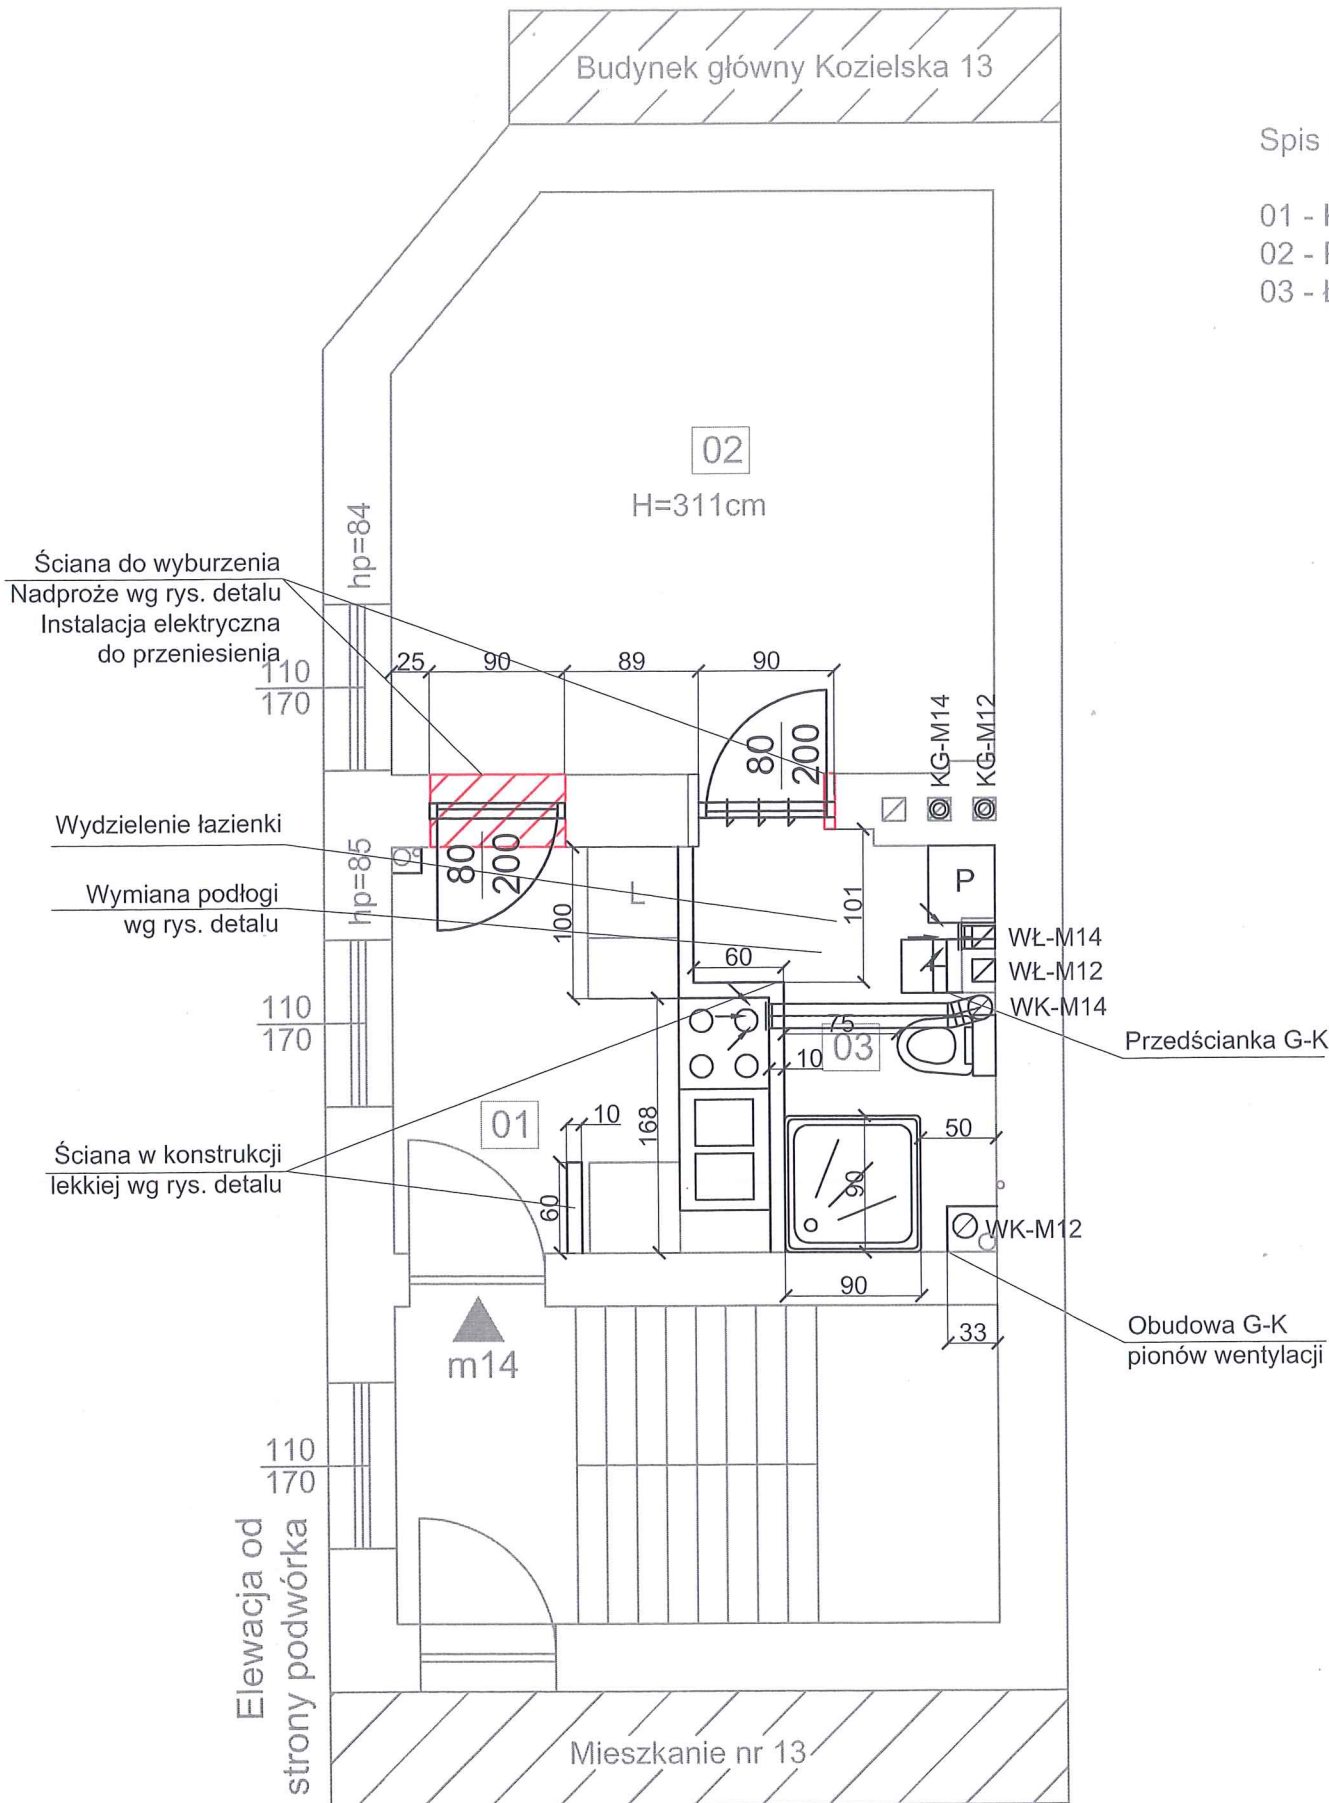 Budynek główny Kozielska 13
Spis
01 -
02 -
03 -
02
H=311cm
hp=84
Ściana do wyburzenia
Nadproże wg rys. detalu
Instalacja elektryczna
do przeniesienia
110
170
25
90
89
90
80
200
KG-M14
KG-M12
Wydzielenie łazienki
hp=85
80
200
Wymiana podłogi
wg rys. detalu
100
L
101
P
60
WŁ-M14
WŁ-M12
WK-M14
110
170
75
10
03
Przedścianka G-K
01
10
168
50
Ściana w konstrukcji
lekkiej wg rys. detalu
60
90
WK-M12
90
33
Obudowa G-K
pionów wentylacji
m14
110
170
Elewacja od
strony podwórka
Mieszkanie nr 13